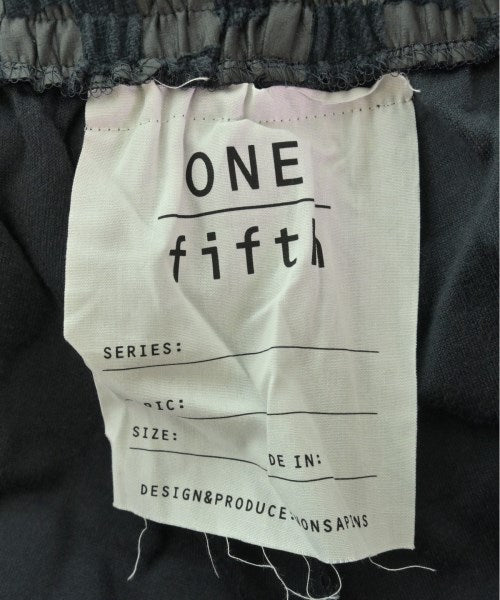 ONE
fifth
SERIES:
SIZE:
DE IN:
DESIGN&PRODUCE: